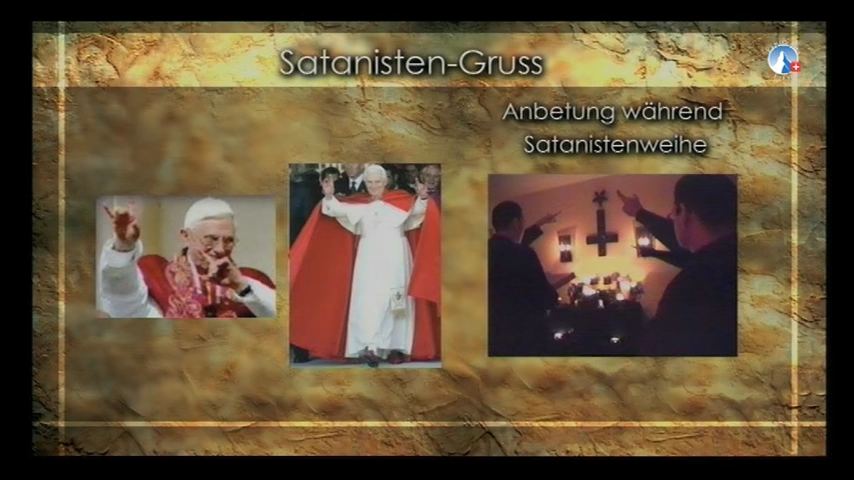 Satanisten-Gruss
Anbetung während
Satanistenweihe